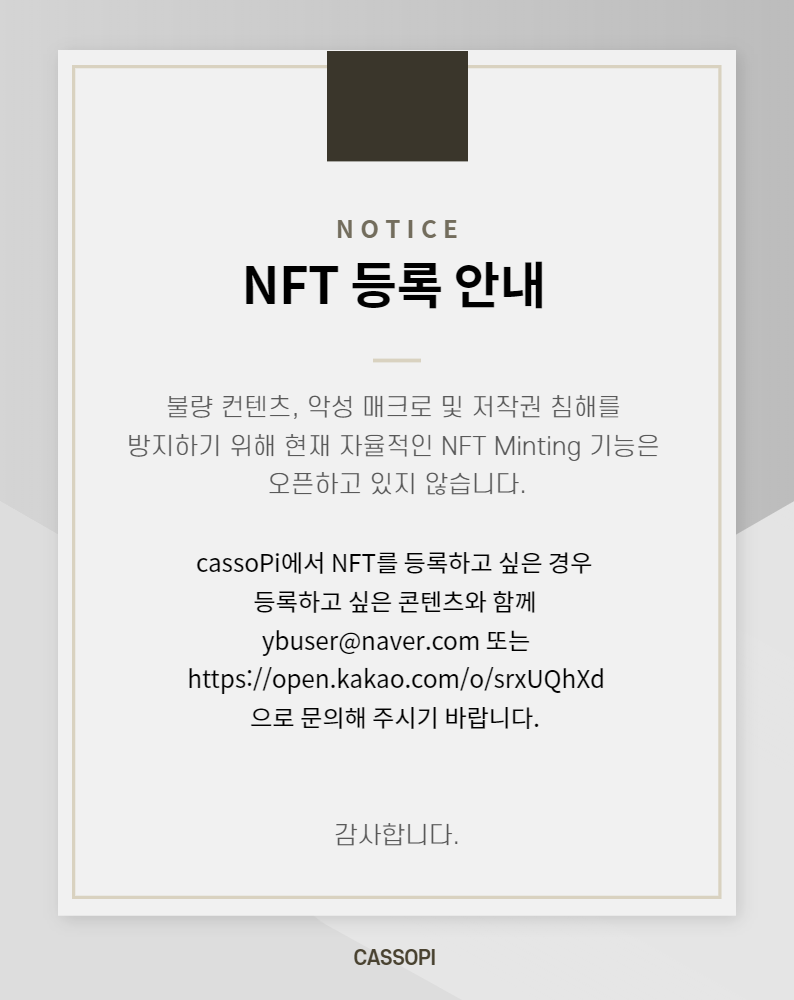 NOTICE
NFT 등록 안내
불량 컨텐츠, 악성 매크로 및 저작권 침해를
방지하기 위해 현재 자율적인 NFT Minting 기능은
오픈하고 있지 않습니다.
cassoPi에서 NFT를 등록하고 싶은 경우
등록하고 싶은 콘텐츠와 함께
ybuser@naver.com 또는
https://open.kakao.com/o/srxUQhXd
으로 문의해 주시기 바랍니다.
감사합니다.
CASSOPI